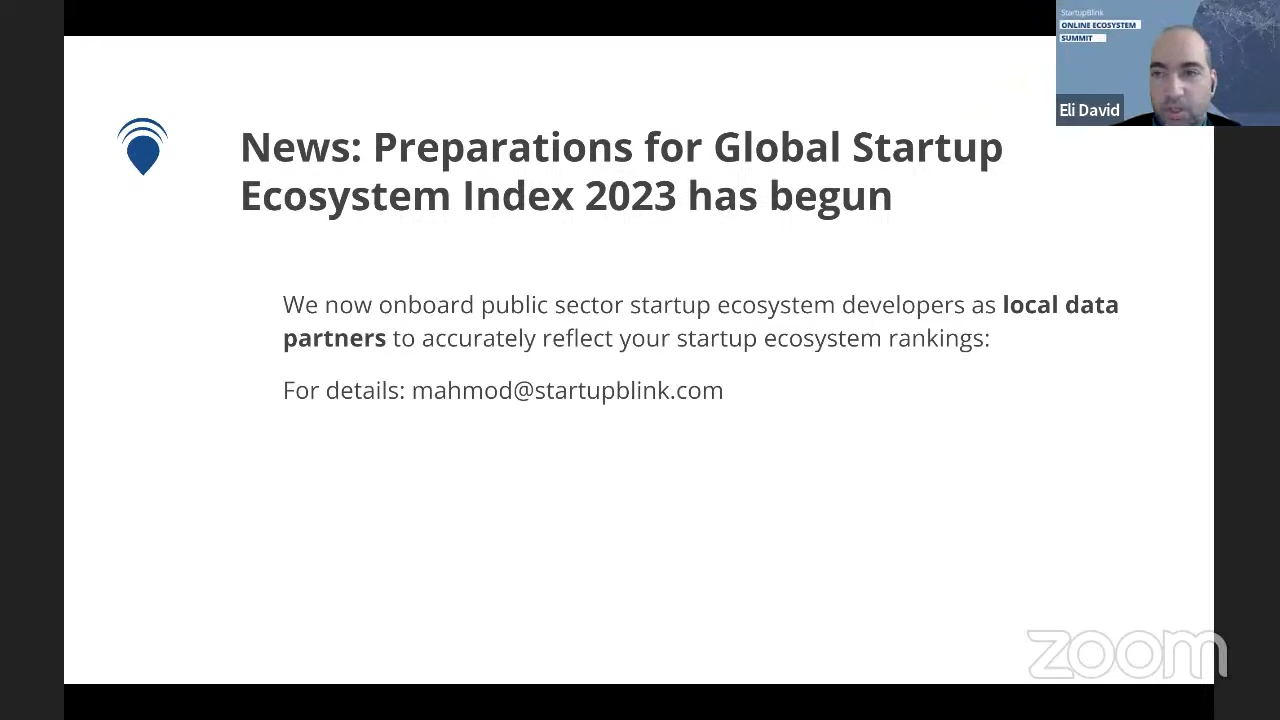 StartupBlink
ONLINE ECOSYSTEM
SUMMIT
Eli David
News: Preparations for Global Startup
Ecosystem Index 2023 has begun
We now onboard public sector startup ecosystem developers as local data
partners to accurately reflect your startup ecosystem rankings:
For details: mahmod@startupblink.com
zoom